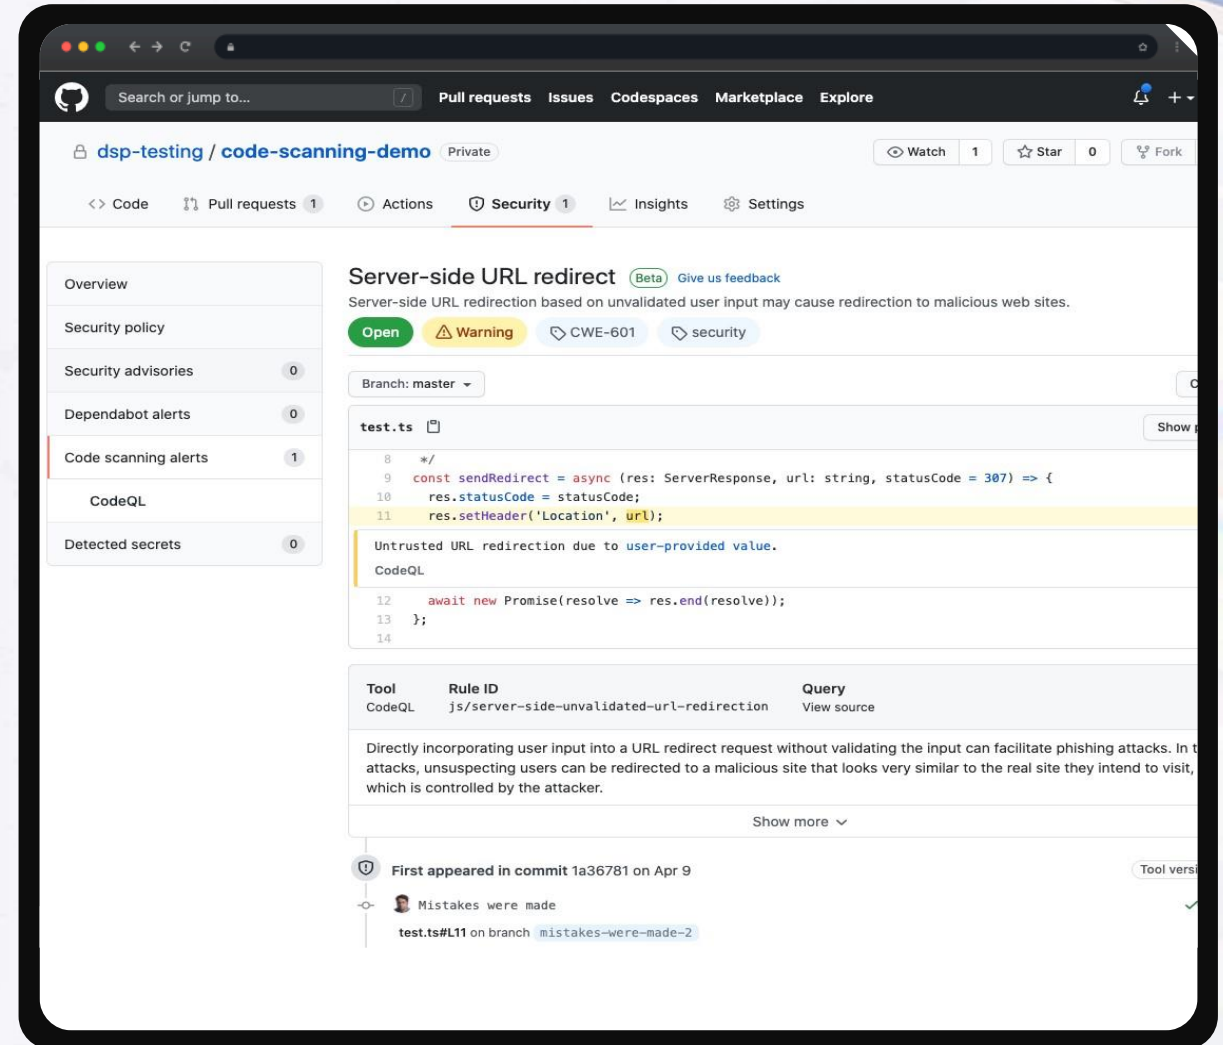 Search or jump to... / Pull requests Issues Codespaces Marketplace Explore
dsp-testing / code-scanning-demo Private Watch 1 Star 0 Fork
Code Pull requests 1 Actions Security 1 Insights Settings
Overview
Security policy
Security advisories 0
Dependabot alerts 0
Code scanning alerts 1
CodeQL
Detected secrets 0
Server-side URL redirect Beta Give us feedback
Server-side URL redirection based on unvalidated user input may cause redirection to malicious web sites.
Open Warning CWE-601 security
Branch: master
test.ts Show
8 */
9 const sendRedirect = async (res: ServerResponse, url: string, statusCode = 307) => {
10 res.statusCode = statusCode;
11 res.setHeader('Location', url);
Untrusted URL redirection due to user-provided value.
CodeQL
12 await new Promise(resolve => res.end(resolve));
13 };
14
Tool Rule ID Query
CodeQL js/server-side-unvalidated-url-redirection View source
Directly incorporating user input into a URL redirect request without validating the input can facilitate phishing attacks. In
attacks, unsuspecting users can be redirected to a malicious site that looks very similar to the real site they intend to visit,
which is controlled by the attacker.
Show more
First appeared in commit 1a36781 on Apr 9 Tool
Mistakes were made
test.ts#L11 on branch mistakes-were-made-2